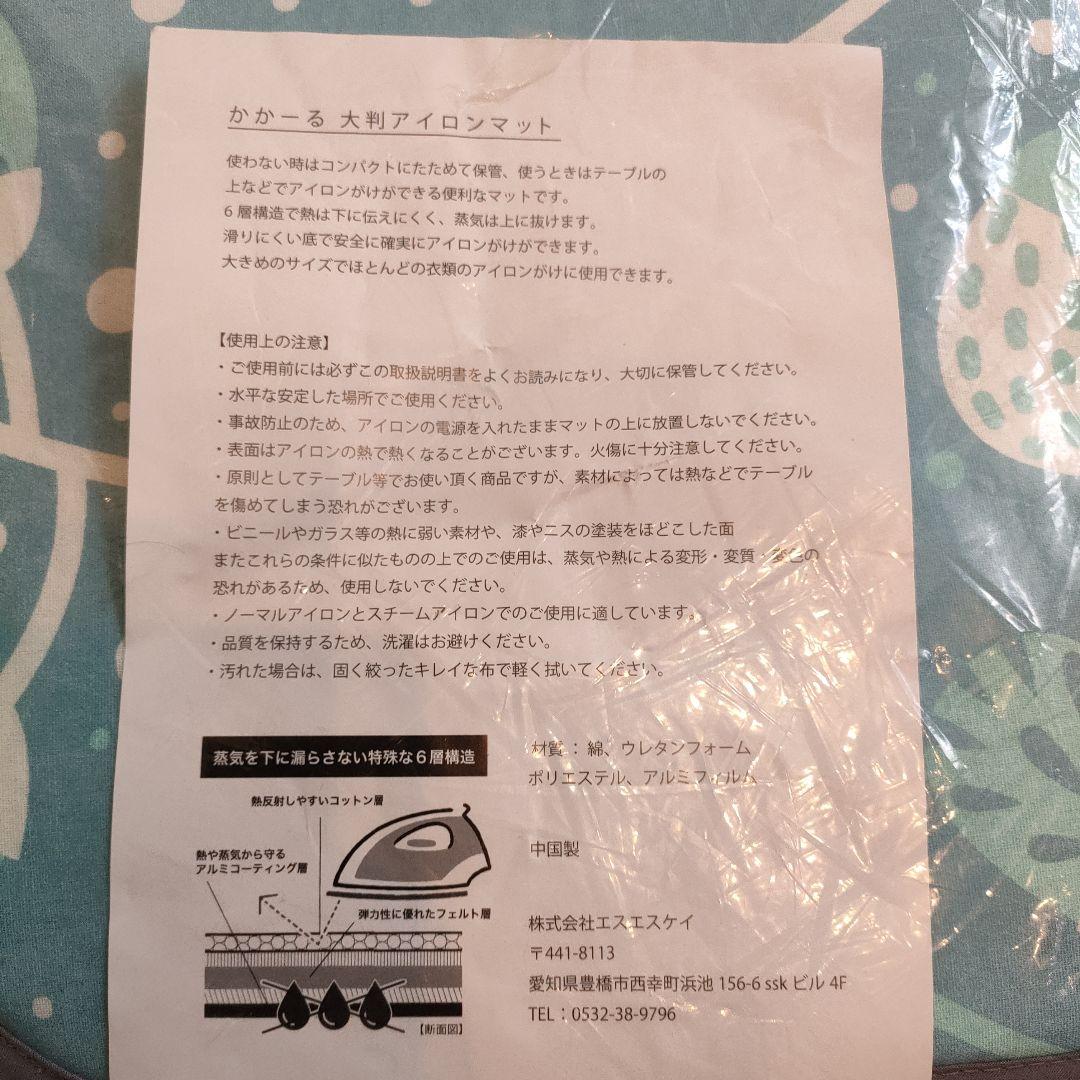 かかーる 大判アイロンマット
使わない時はコンパクトにたためて保管、使うときはテーブルの
上などでアイロンがけができる便利なマットです。
6層構造で熱は下に伝えにくく、蒸気は上に抜けます。
滑りにくい底で安全に確実にアイロンがけができます。
大きめのサイズでほとんどの衣類のアイロンがけに使用できます。
【使用上の注意】
・ご使用前には必ずこの取扱説明書をよくお読みになり、大切に保管してください。
・水平な安定した場所でご使用ください。
・事故防止のため、アイロンの電源を入れたままマットの上に放置しないでください。
・表面はアイロンの熱で熱くなることがございます。火傷に十分注意してください。
・原則としてテーブル等でお使い頂く商品ですが、素材によっては熱などでテーブル
を傷めてしまう恐れがございます。
・ビニールやガラス等の熱に弱い素材や、漆やニスの塗装をほどこした面
またこれらの条件に似たものの上でのご使用は、蒸気や熱による変形・変質・変色の
恐れがあるため、使用しないでください。
・ノーマルアイロンとスチームアイロンでのご使用に適しています。
・品質を保持するため、洗濯はお避けください。
・汚れた場合は、固く絞ったキレイな布で軽く拭いてください。
蒸気を下に漏らさない特殊な6層構造
熱反射しやすいコットン層
熱や蒸気から守る
アルミコーティング層
弾力性に優れたフェルト層
【断面図】
材質：綿、ウレタンフォーム
ポリエステル、アルミフィルム
中国製
株式会社エスエスケイ
〒441-8113
愛知県豊橋市西幸町浜池 156-6 ssk ビル 4F
TEL：0532-38-9796